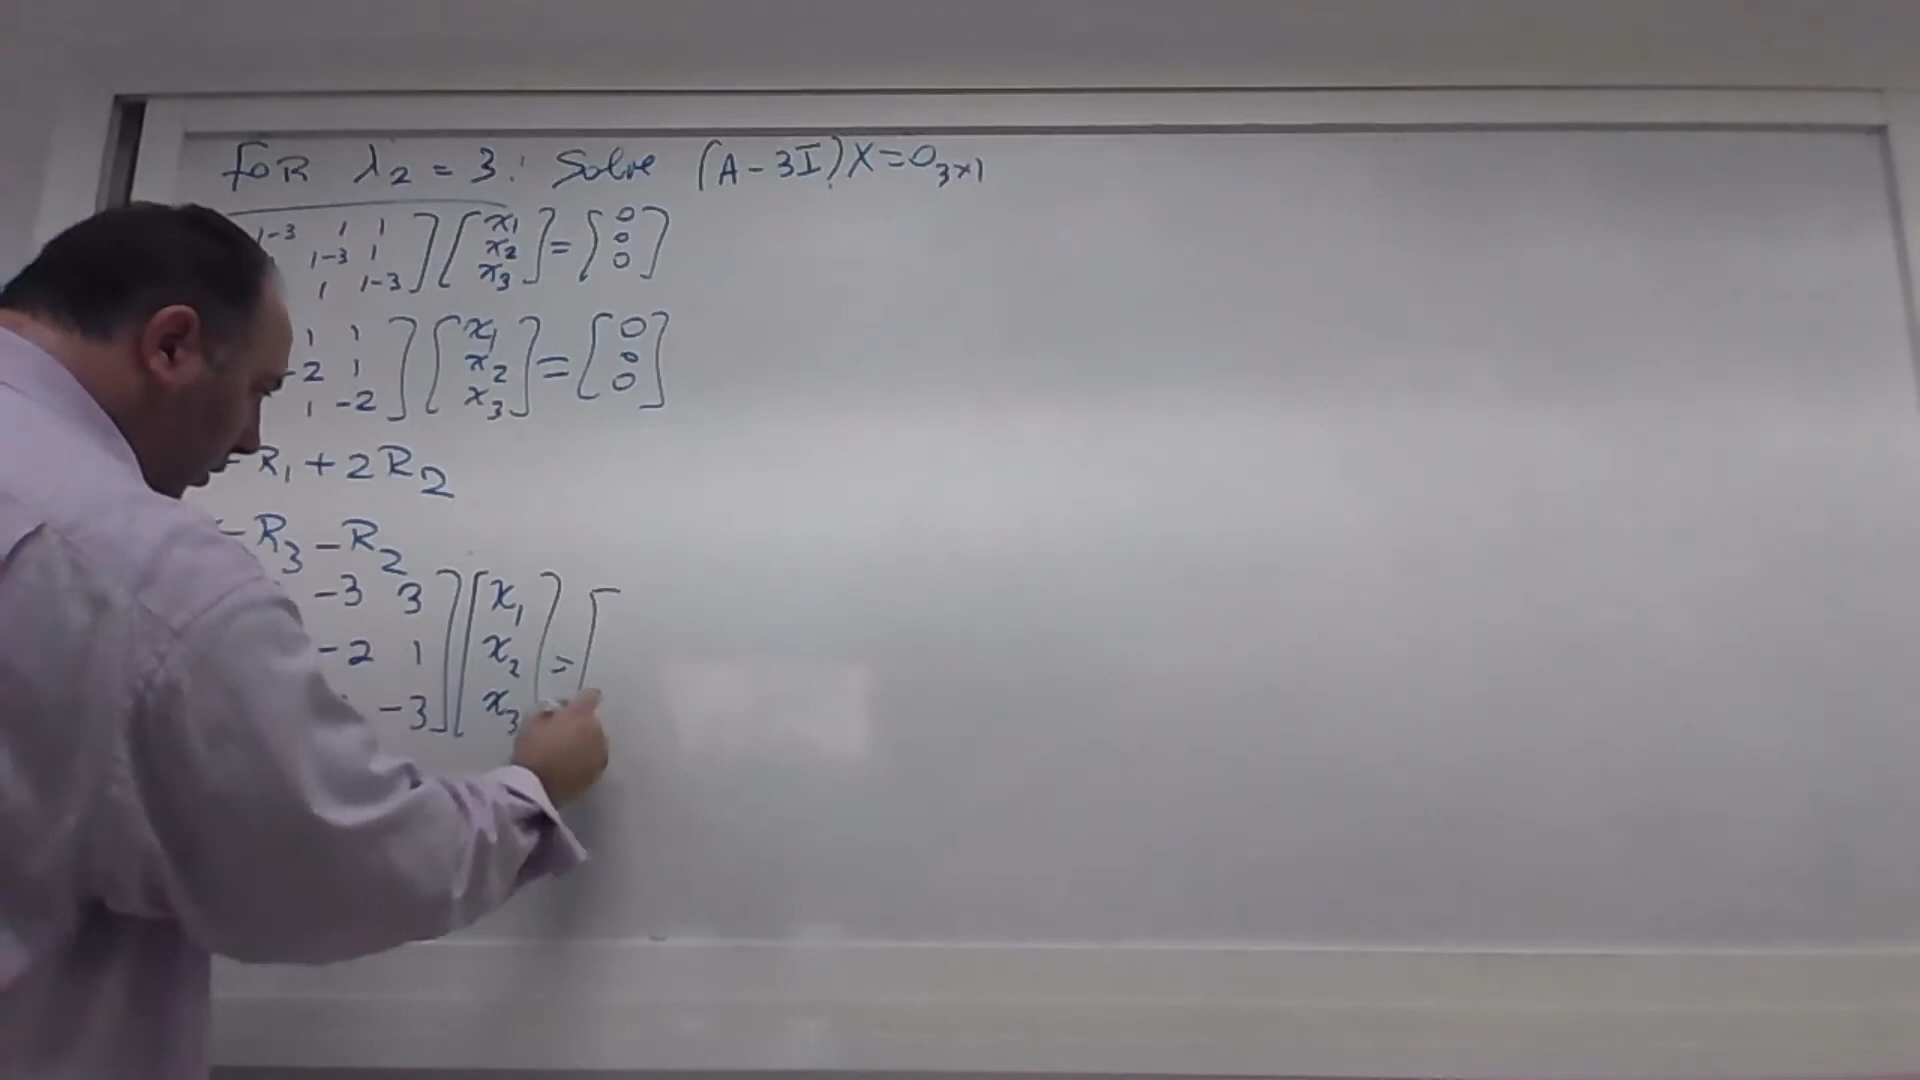 FOR λ2 = 3: Solve (A - 3I)X = O3×1
1-3 1 1 ] [ x1 ] = [ 0 ]
1-3 1 ] [ x2 ] = [ 0 ]
1 1-3 ] [ x3 ] = [ 0 ]
1 1 ] [ x1 ] = [ 0 ]
-2 1 ] [ x2 ] = [ 0 ]
1 -2 ] [ x3 ] = [ 0 ]
R1 + 2R2
R3 - R2
-3 3 ] [ x1 ] = [
-2 1 ] [ x2
-3 ] [ x3